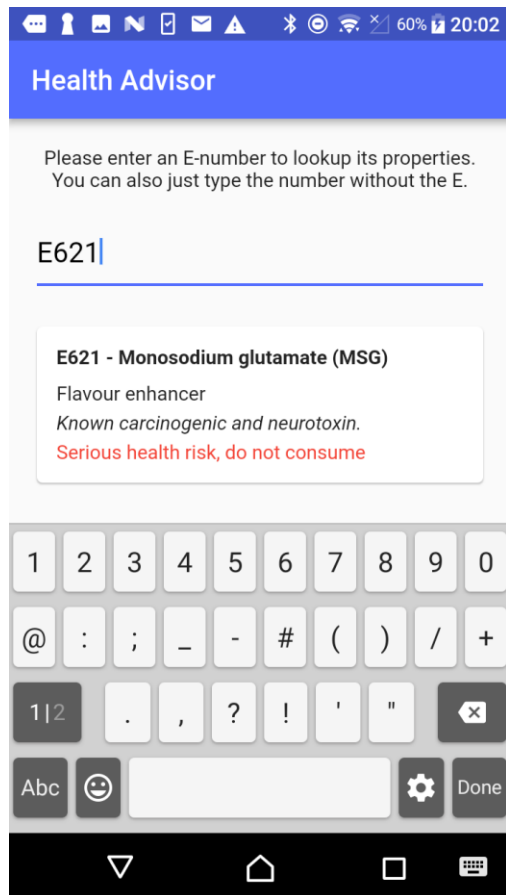 60% 20:02
Health Advisor
Please enter an E-number to lookup its properties.
You can also just type the number without the E.
E621
E621 - Monosodium glutamate (MSG)
Flavour enhancer
Known carcinogenic and neurotoxin.
Serious health risk, do not consume
1 2 3 4 5 6 7 8 9 0
@ : ; _ - # ( ) / +
1|2 . , ? ! ' "
Abc Done